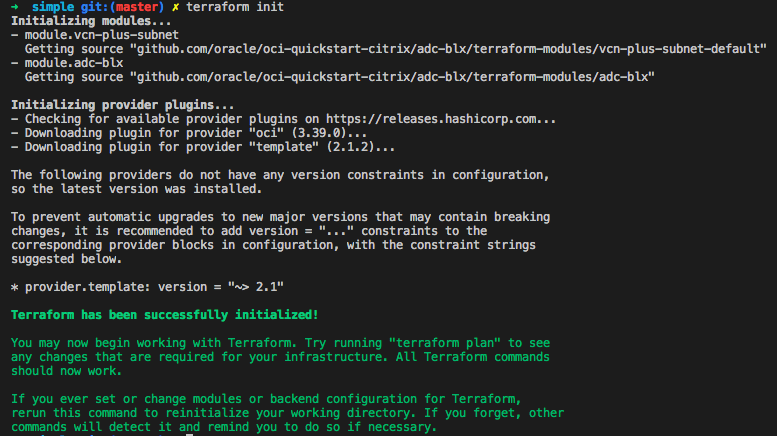 ➜  simple git:(master) ✗ terraform init
Initializing modules...
- module.vcn-plus-subnet
  Getting source "github.com/oracle/oci-quickstart-citrix/adc-blx/terraform-modules/vcn-plus-subnet-default"
- module.adc-blx
  Getting source "github.com/oracle/oci-quickstart-citrix/adc-blx/terraform-modules/adc-blx"

Initializing provider plugins...
- Checking for available provider plugins on https://releases.hashicorp.com...
- Downloading plugin for provider "oci" (3.39.0)...
- Downloading plugin for provider "template" (2.1.2)...

The following providers do not have any version constraints in configuration,
so the latest version was installed.

To prevent automatic upgrades to new major versions that may contain breaking
changes, it is recommended to add version = "..." constraints to the
corresponding provider blocks in configuration, with the constraint strings
suggested below.

* provider.template: version = "~> 2.1"

Terraform has been successfully initialized!

You may now begin working with Terraform. Try running "terraform plan" to see
any changes that are required for your infrastructure. All Terraform commands
should now work.

If you ever set or change modules or backend configuration for Terraform,
rerun this command to reinitialize your working directory. If you forget, other
commands will detect it and remind you to do so if necessary.